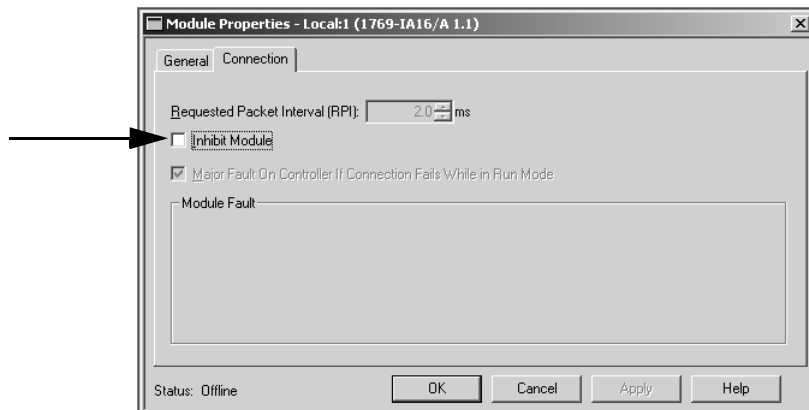 Module Properties - Local:1 (1769-IA16/A 1.1)
General Connection
Requested Packet Interval (RPI): 2.0 ms
Inhibit Module
Major Fault On Controller If Connection Fails While in Run Mode
Module Fault
Status: Offline OK Cancel Apply Help